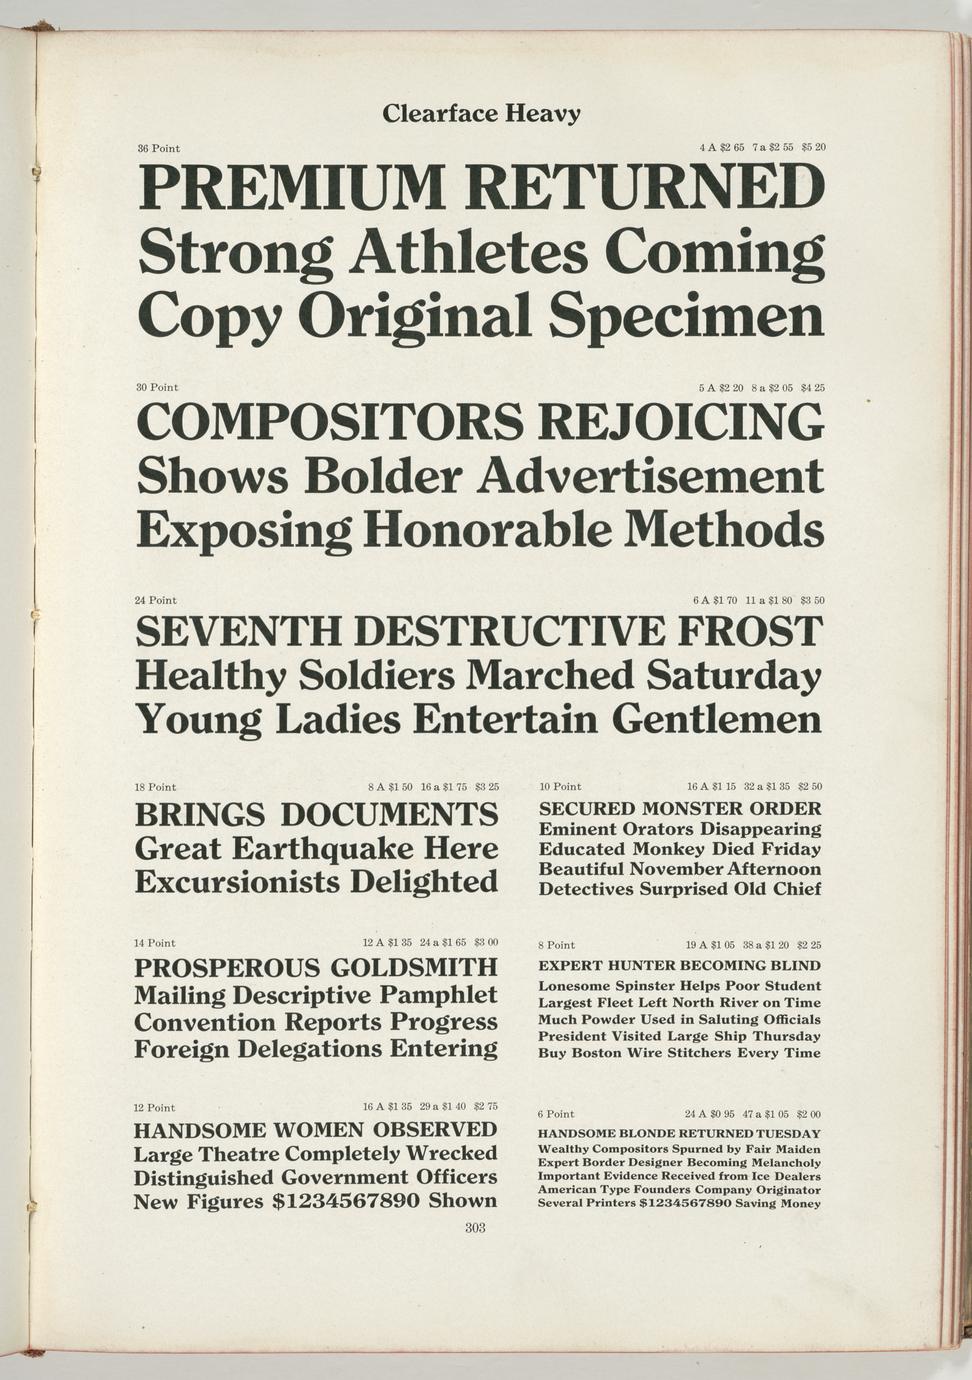 Clearface Heavy
36 Point 4 A $2 65 7 a $2 55 $5 20
PREMIUM RETURNED
Strong Athletes Coming
Copy Original Specimen
30 Point 5 A $2 20 8 a $2 05 $4 25
COMPOSITORS REJOICING
Shows Bolder Advertisement
Exposing Honorable Methods
24 Point 6 A $1 70 11 a $1 80 $3 50
SEVENTH DESTRUCTIVE FROST
Healthy Soldiers Marched Saturday
Young Ladies Entertain Gentlemen
18 Point 8 A $1 50 16 a $1 75 $3 25
BRINGS DOCUMENTS
Great Earthquake Here
Excursionists Delighted
14 Point 12 A $1 35 24 a $1 65 $3 00
PROSPEROUS GOLDSMITH
Mailing Descriptive Pamphlet
Convention Reports Progress
Foreign Delegations Entering
12 Point 16 A $1 35 29 a $1 40 $2 75
HANDSOME WOMEN OBSERVED
Large Theatre Completely Wrecked
Distinguished Government Officers
New Figures $1234567890 Shown
10 Point 16 A $1 15 32 a $1 35 $2 50
SECURED MONSTER ORDER
Eminent Orators Disappearing
Educated Monkey Died Friday
Beautiful November Afternoon
Detectives Surprised Old Chief
8 Point 19 A $1 05 38 a $1 20 $2 25
EXPERT HUNTER BECOMING BLIND
Lonesome Spinster Helps Poor Student
Largest Fleet Left North River on Time
Much Powder Used in Saluting Officials
President Visited Large Ship Thursday
Buy Boston Wire Stitchers Every Time
6 Point 24 A $0 95 47 a $1 05 $2 00
HANDSOME BLONDE RETURNED TUESDAY
Wealthy Compositors Spurned by Fair Maiden
Expert Border Designer Becoming Melancholy
Important Evidence Received from Ice Dealers
American Type Founders Company Originator
Several Printers $1234567890 Saving Money
303